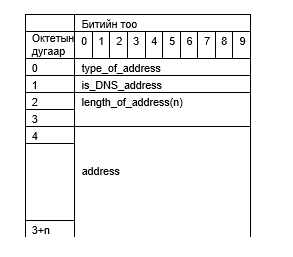 Битийн тоо
Октетын дугаар 0 1 2 3 4 5 6 7 8 9
0 type_of_address
1 is_DNS_address
2 length_of_address(n)
3
4
address
3+n